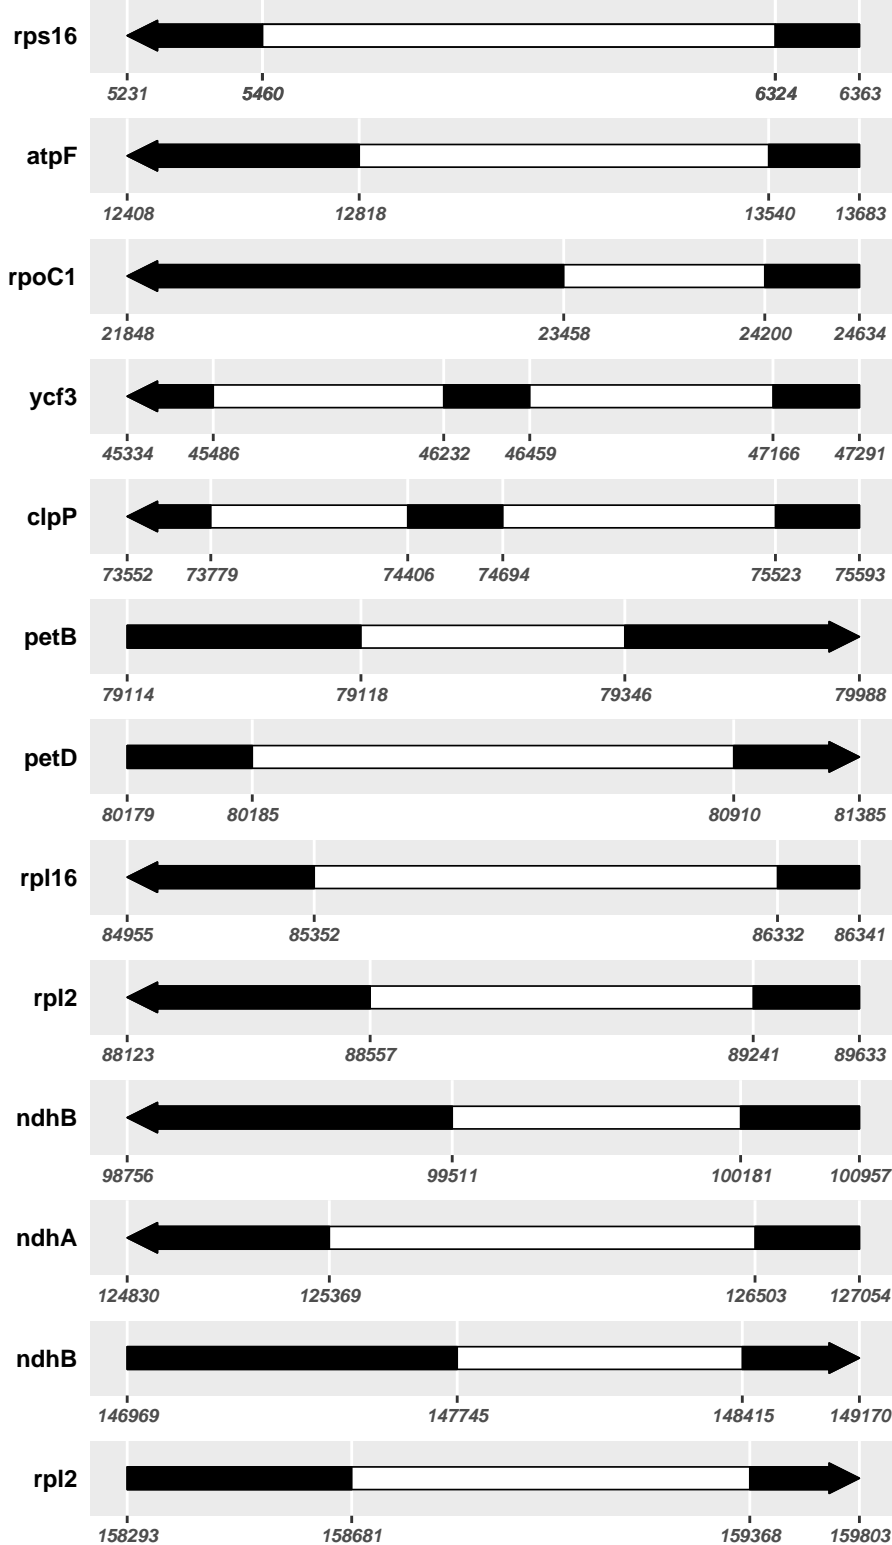 rps16
5231 5460 6324 6363
atpF
12408 12818 13540 13683
rpoC1
21848 23458 24200 24634
ycf3
45334 45486 46232 46459 47166 47291
clpP
73552 73779 74406 74694 75523 75593
petB
79114 79118 79346 79988
petD
80179 80185 80910 81385
rpl16
84955 85352 86332 86341
rpl2
88123 88557 89241 89633
ndhB
98756 99511 100181 100957
ndhA
124830 125369 126503 127054
ndhB
146969 147745 148415 149170
rpl2
158293 158681 159368 159803